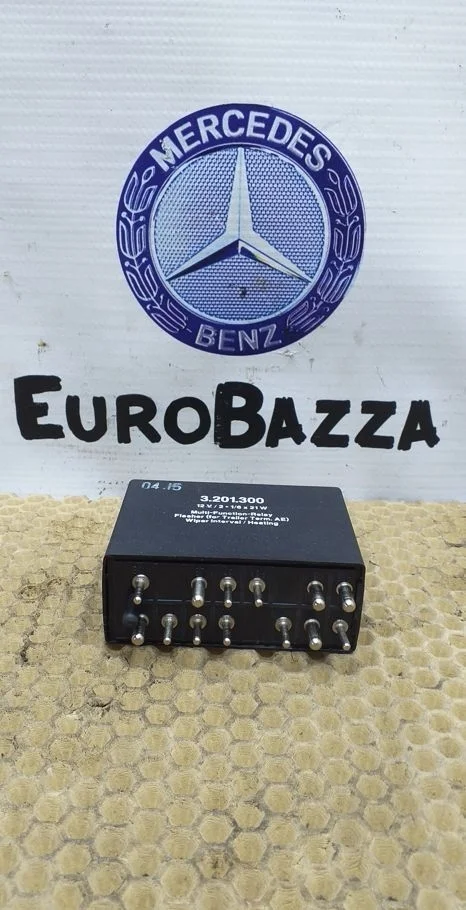 MERCEDES
BENZ
EUROBAZZA
04.15
3.201.300
12 V / 2 - 1/6 x 21 W
Multi-Function-Relay
Flasher (for Trailer Term. AE)
Wiper Interval / Heating